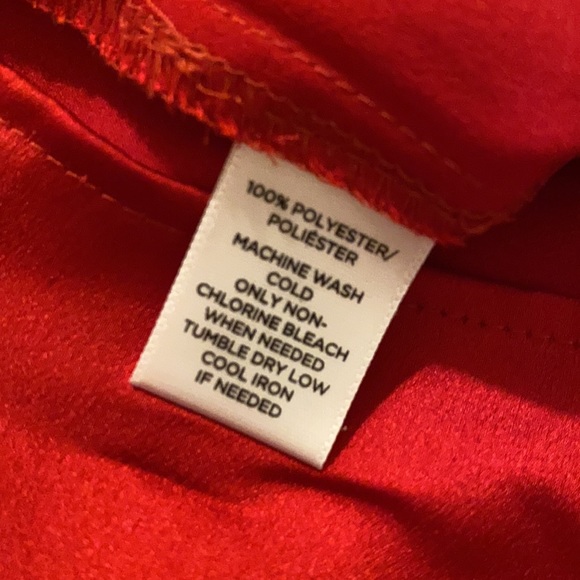 100% POLYESTER/
POLIÉSTER
MACHINE WASH
COLD
ONLY NON-
CHLORINE BLEACH
WHEN NEEDED
TUMBLE DRY LOW
COOL IRON
IF NEEDED